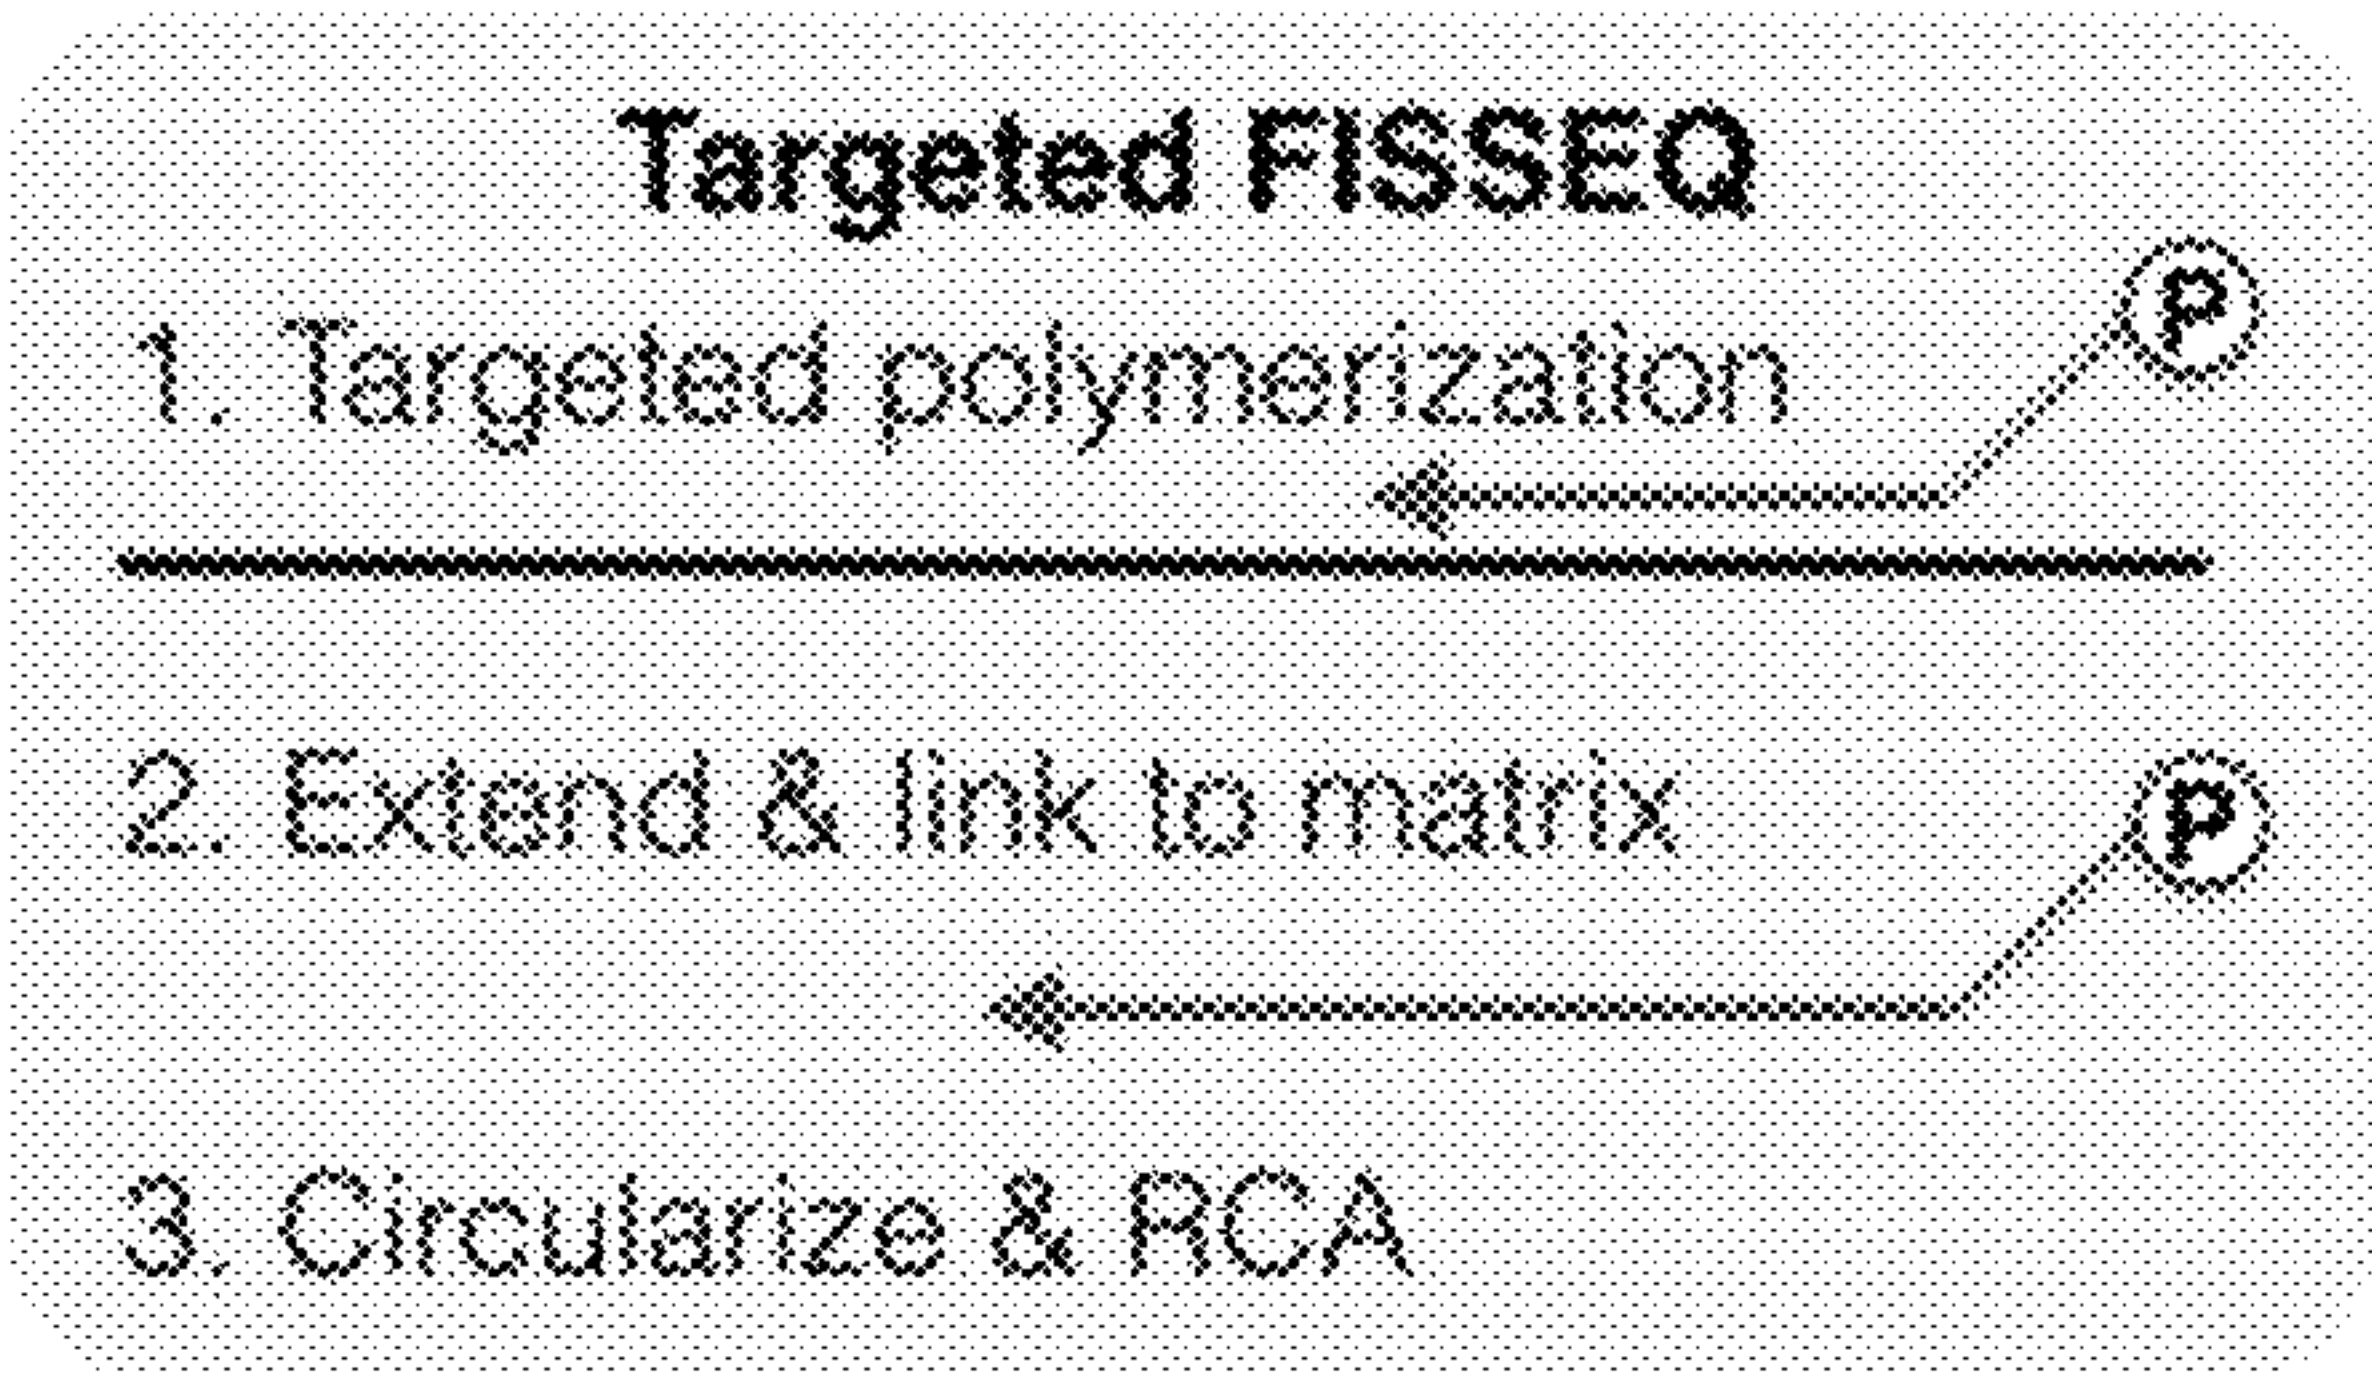 Targeted FISSEQ
P
1. Targeted polymerization
2. Extend & link to matrix
P
3. Circularize & RCA